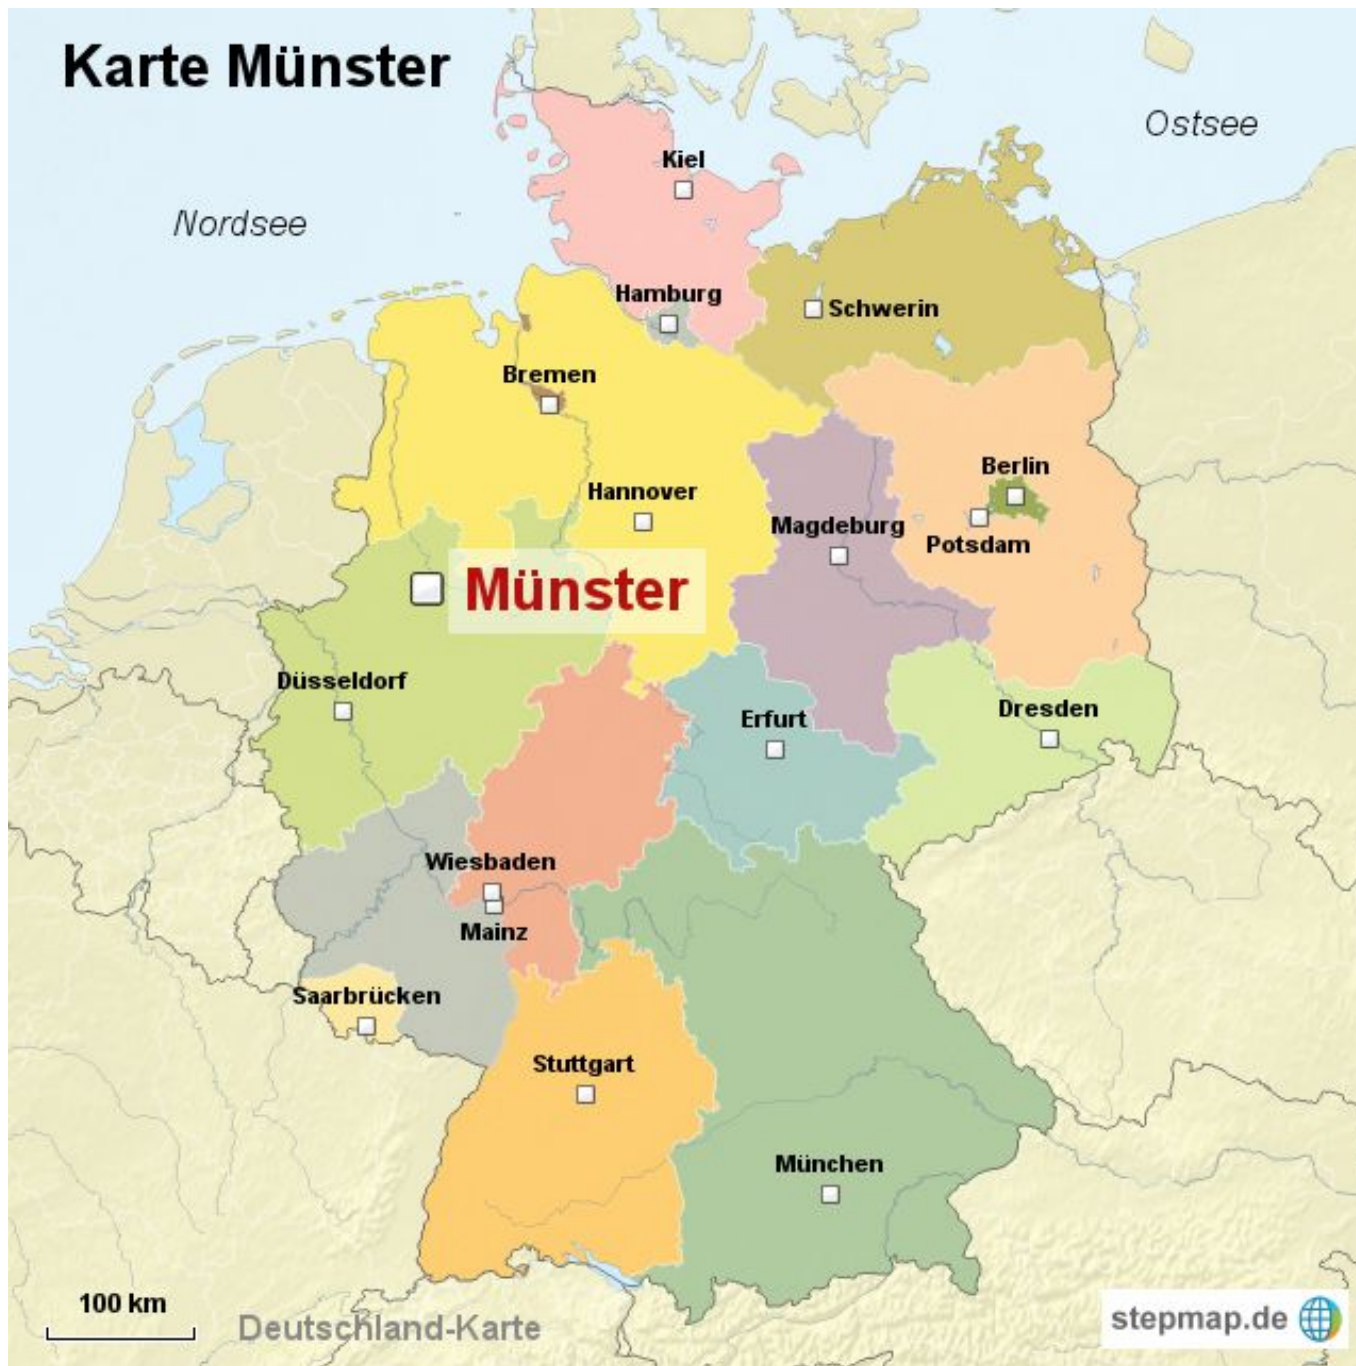 Karte Münster
Ostsee
Kiel
Nordsee
Hamburg
Schwerin
Bremen
Berlin
Hannover
Magdeburg
Potsdam
Münster
Düsseldorf
Dresden
Erfurt
Wiesbaden
Mainz
Saarbrücken
Stuttgart
München
100 km
Deutschland-Karte
stepmap.de